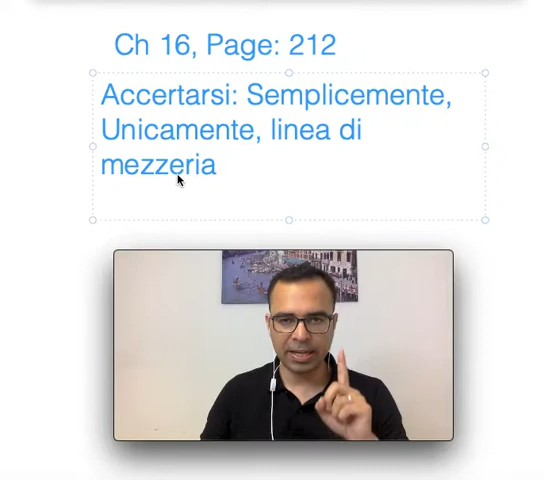 Ch 16, Page: 212
Accertarsi: Semplicemente,
Unicamente, linea di
mezzeria